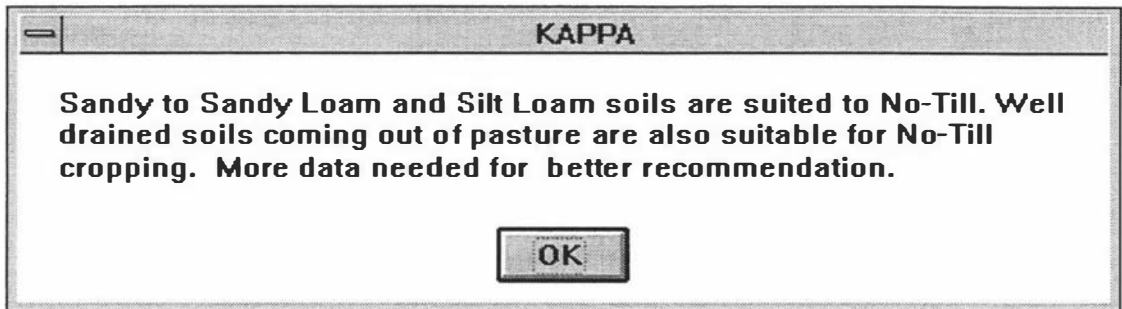 KAPPA
Sandy to Sandy Loam and Silt Loam soils are suited to No-Till. Well
drained soils coming out of pasture are also suitable for No-Till
cropping.  More data needed for  better recommendation.
OK